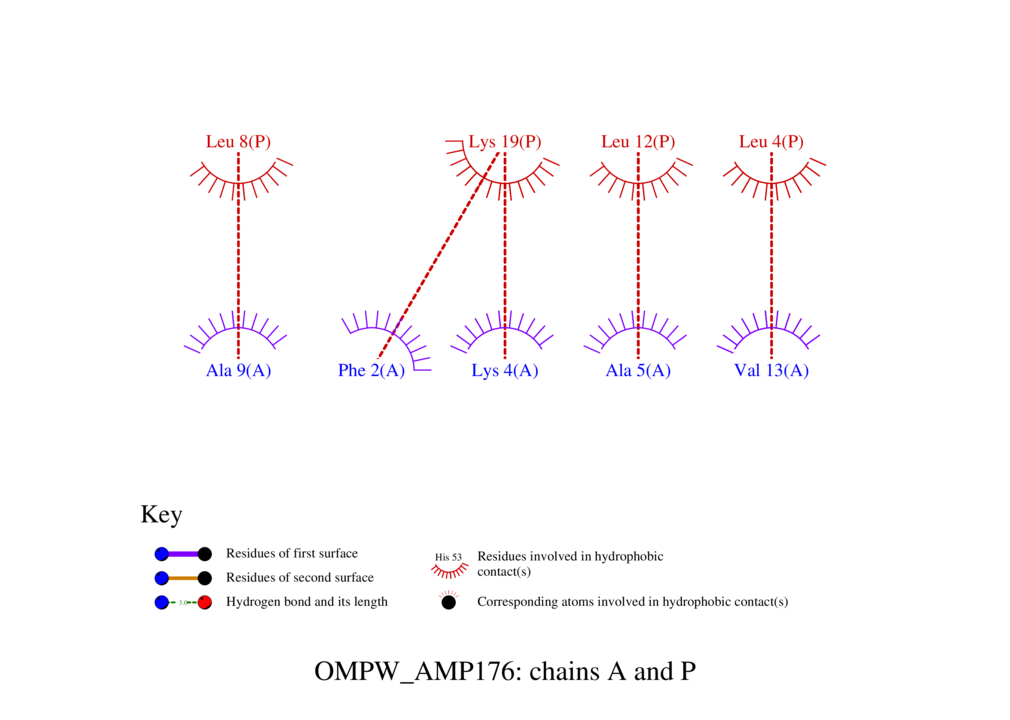 Leu 8(P) Lys 19(P) Leu 12(P) Leu 4(P)
Ala 9(A) Phe 2(A) Lys 4(A) Ala 5(A) Val 13(A)
Key
Residues of first surface
Residues of second surface
3.0 Hydrogen bond and its length
His 53 Residues involved in hydrophobic
contact(s)
Corresponding atoms involved in hydrophobic contact(s)
OMPW_AMP176: chains A and P